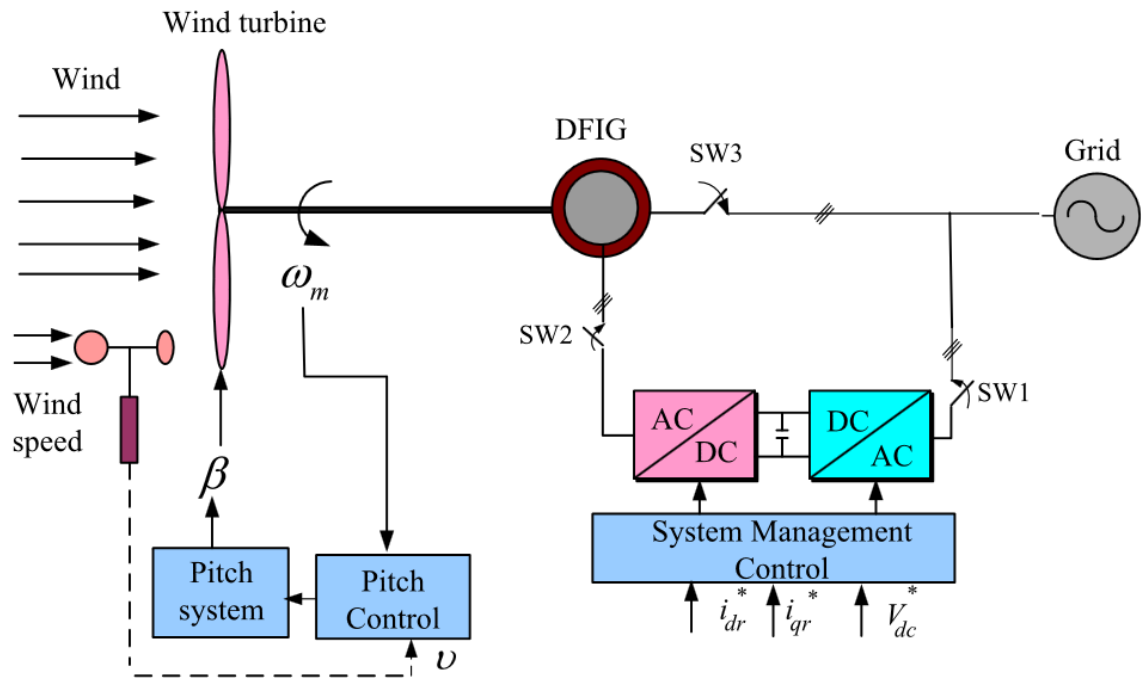 Wind turbine
Wind
DFIG
SW3
Grid
ω_m
SW2
SW1
Wind
speed
AC
DC
DC
AC
β
System Management
Control
Pitch
system
Pitch
Control
i_dr^*
i_qr^*
V_dc^*
υ